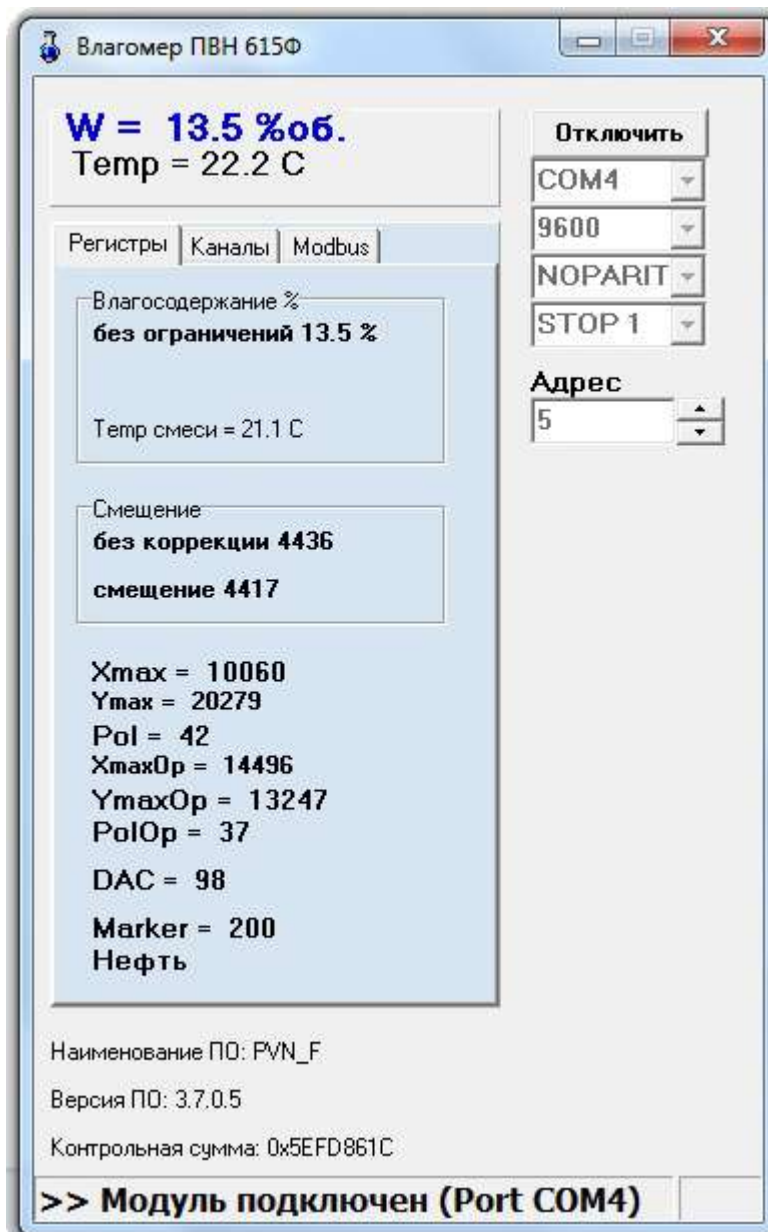 Влагомер ПВН 615Ф
W = 13.5 %об.
Temp = 22.2 C
Отключить
COM4
9600
NOPARIT
STOP 1
Адрес
5
Регистры Каналы Modbus
Влагосодержание %
без ограничений 13.5 %
Temp смеси = 21.1 C
Смещение
без коррекции 4436
смещение 4417
Xmax = 10060
Ymax = 20279
Pol = 42
XmaxOp = 14496
YmaxOp = 13247
PolOp = 37
DAC = 98
Marker = 200
Нефть
Наименование ПО: PVN_F
Версия ПО: 3.7.0.5
Контрольная сумма: 0x5EFD861C
>> Модуль подключен (Port COM4)